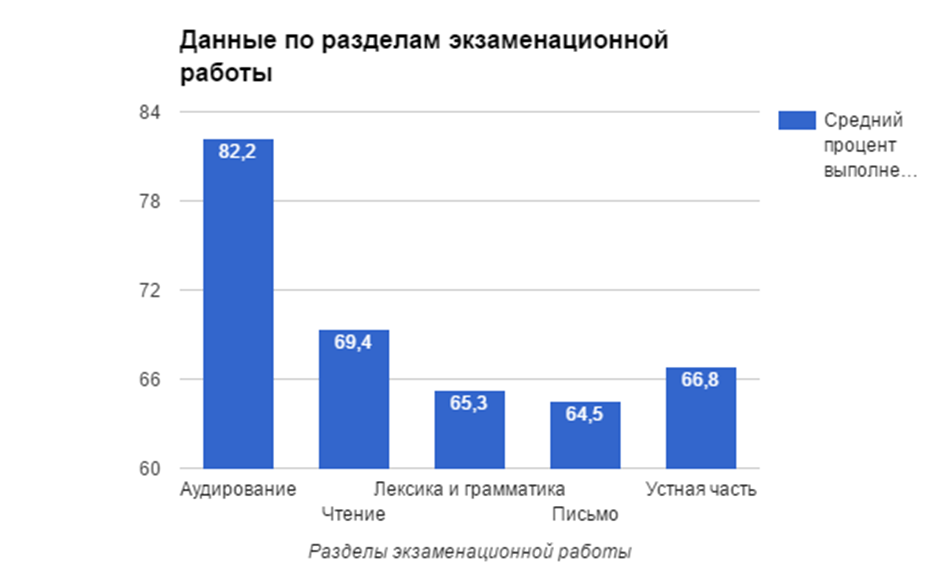 Данные по разделам экзаменационной
работы
84
78
72
66
60
82,2
69,4
65,3
64,5
66,8
Аудирование
Чтение
Лексика и грамматика
Письмо
Устная часть
Разделы экзаменационной работы
Средний
процент
выполне...